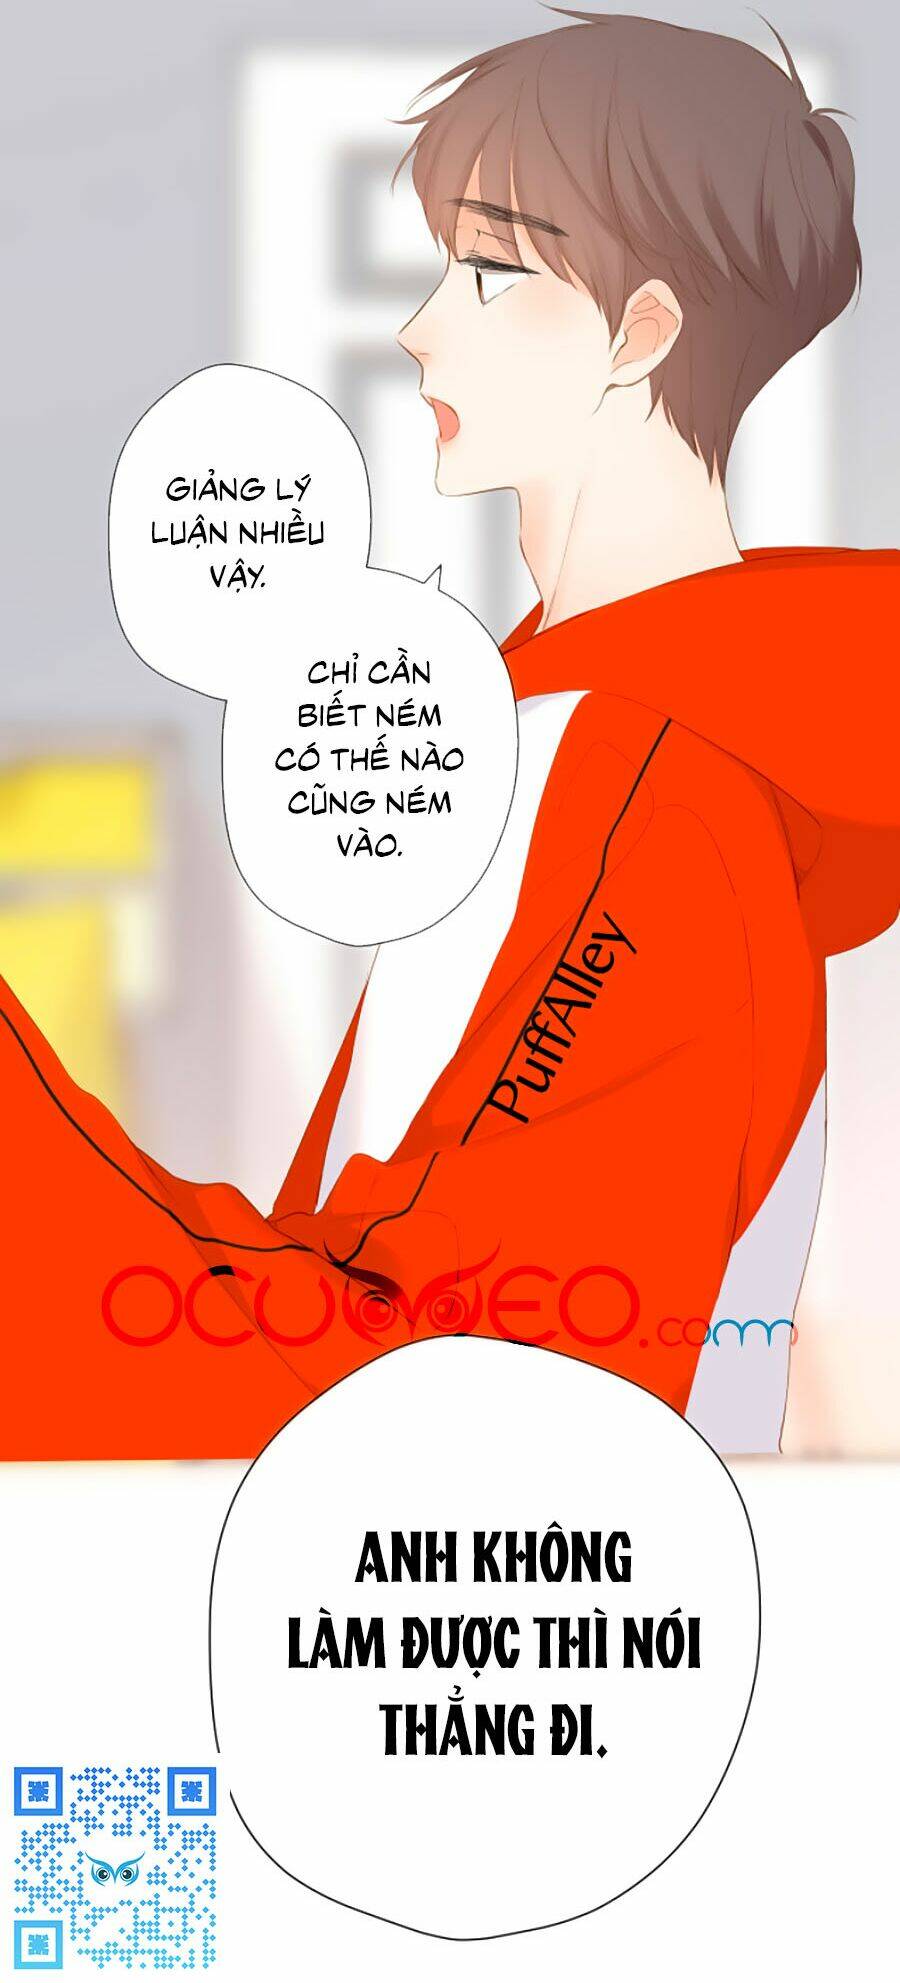 GIẢNG LÝ
LUẬN NHIỀU
VẬY.
CHỈ CẦN
BIẾT NÉM
CÓ THẾ NÀO
CŨNG NÉM
VÀO.
PuffAlley
OCUMEO.comm
ANH KHÔNG
LÀM ĐƯỢC THÌ NÓI
THẲNG ĐI.